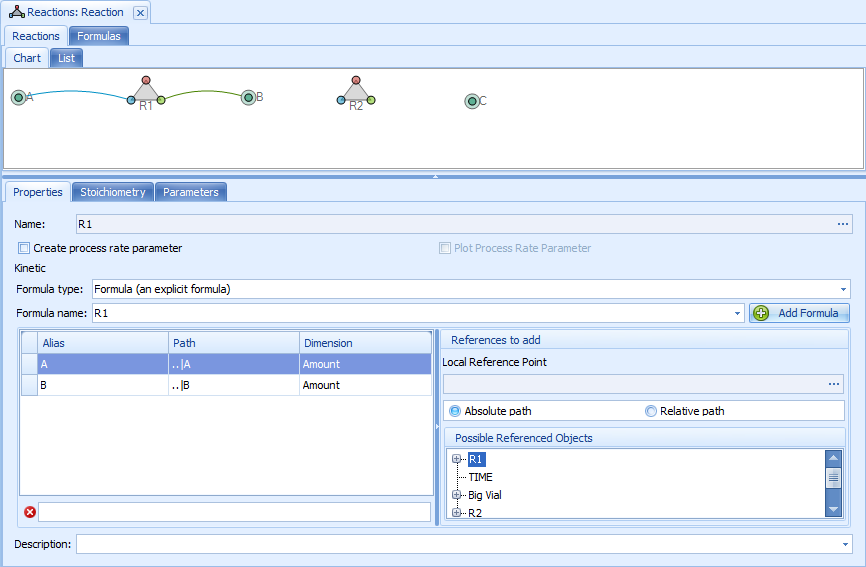 Reactions: Reaction
Reactions Formulas
Chart List
A R1 B R2 C
Properties Stoichiometry Parameters
Name: R1 ...
Create process rate parameter Plot Process Rate Parameter
Kinetic
Formula type: Formula (an explicit formula)
Formula name: R1 Add Formula
Alias Path Dimension
A ..|A Amount
B ..|B Amount
References to add
Local Reference Point
...
Absolute path Relative path
Possible Referenced Objects
R1
TIME
Big Vial
R2
Description: